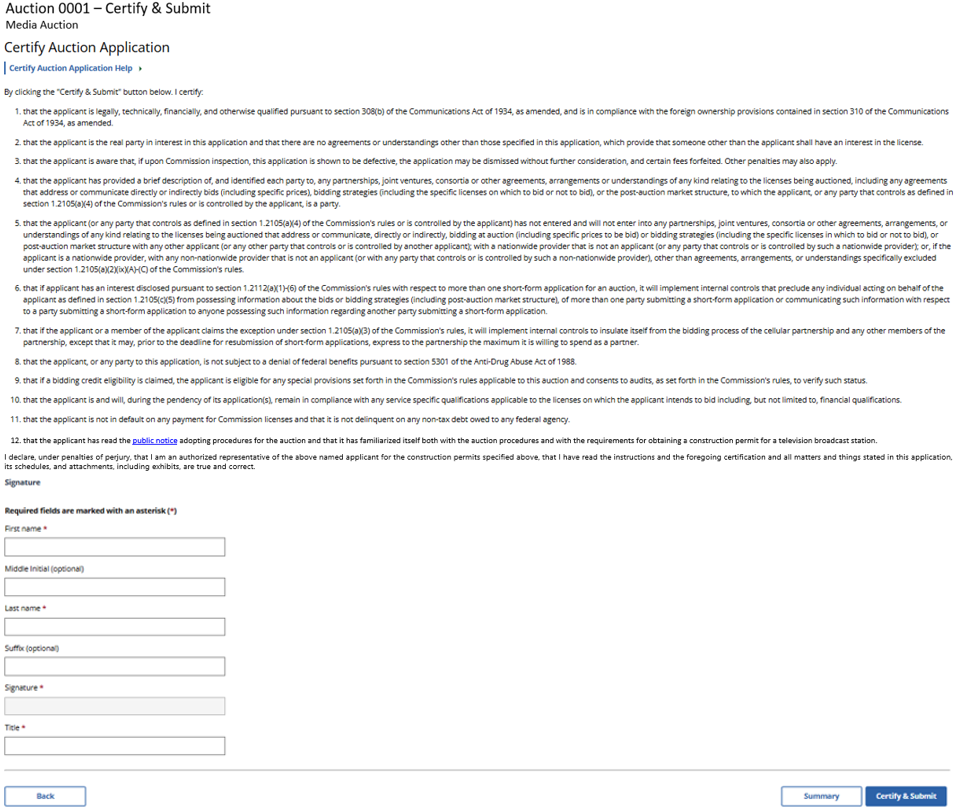 Auction 0001 – Certify & Submit
Media Auction
Certify Auction Application
Certify Auction Application Help
By clicking the "Certify & Submit" button below. I certify:
1. that the applicant is legally, technically, financially, and otherwise qualified pursuant to section 308(b) of the Communications Act of 1934, as amended, and is in compliance with the foreign ownership provisions contained in section 310 of the Communications
Act of 1934, as amended.
2. that the applicant is the real party in interest in this application and that there are no agreements or understandings other than those specified in this application, which provide that someone other than the applicant shall have an interest in the license.
3. that the applicant is aware that, if upon Commission inspection, this application is shown to be defective, the application may be dismissed without further consideration, and certain fees forfeited. Other penalties may also apply.
4. that the applicant has provided a brief description of, and identified each party to, any partnerships, joint ventures, consortia or other agreements, arrangements or understandings of any kind relating to the licenses being auctioned, including any agreements
that address or communicate directly or indirectly bids (including specific prices), bidding strategies (including the specific licenses on which to bid or not to bid), or the post-auction market structure, to which the applicant, or any party that controls as defined in
section 1.2105(a)(4) of the Commission's rules or is controlled by the applicant, is a party.
5. that the applicant (or any party that controls as defined in section 1.2105(a)(4) of the Commission's rules or is controlled by the applicant) has not entered and will not enter into any partnerships, joint ventures, consortia or other agreements, arrangements, or
understandings of any kind relating to the licenses being auctioned that address or communicate, directly or indirectly, bidding at auction (including specific prices to be bid) or bidding strategies (including the specific licenses in which to bid or not to bid), or
post-auction market structure with any other applicant (or any other party that controls or is controlled by another applicant); with a nationwide provider that is not an applicant (or any party that controls or is controlled by such a nationwide provider); or, if the
applicant is a nationwide provider, with any non-nationwide provider that is not an applicant (or with any party that controls or is controlled by such a non-nationwide provider), other than agreements, arrangements, or understandings specifically excluded
under section 1.2105(a)(2)(ix)(A)-(C) of the Commission's rules.
6. that if applicant has an interest disclosed pursuant to section 1.2112(a)(1)-(6) of the Commission's rules with respect to more than one short-form application for an auction, it will implement internal controls that preclude any individual acting on behalf of the
applicant as defined in section 1.2105(c)(5) from possessing information about the bids or bidding strategies (including post-auction market structure), of more than one party submitting a short-form application or communicating such information with respect
to a party submitting a short-form application to anyone possessing such information regarding another party submitting a short-form application.
7. that if the applicant or a member of the applicant claims the exception under section 1.2105(a)(3) of the Commission's rules, it will implement internal controls to insulate itself from the bidding process of the cellular partnership and any other members of the
partnership, except that it may, prior to the deadline for resubmission of short-form applications, express to the partnership the maximum it is willing to spend as a partner.
8. that the applicant, or any party to this application, is not subject to a denial of federal benefits pursuant to section 5301 of the Anti-Drug Abuse Act of 1988.
9. that if a bidding credit eligibility is claimed, the applicant is eligible for any special provisions set forth in the Commission's rules applicable to this auction and consents to audits, as set forth in the Commission's rules, to verify such status.
10. that the applicant is and will, during the pendency of its application(s), remain in compliance with any service specific qualifications applicable to the licenses on which the applicant intends to bid including, but not limited to, financial qualifications.
11. that the applicant is not in default on any payment for Commission licenses and that it is not delinquent on any non-tax debt owed to any federal agency.
12. that the applicant has read the public notice adopting procedures for the auction and that it has familiarized itself both with the auction procedures and with the requirements for obtaining a construction permit for a television broadcast station.
I declare, under penalties of perjury, that I am an authorized representative of the above named applicant for the construction permits specified above, that I have read the instructions and the foregoing certification and all matters and things stated in this application,
its schedules, and attachments, including exhibits, are true and correct.
Signature
Required fields are marked with an asterisk (*)
First name *
Middle Initial (optional)
Last name *
Suffix (optional)
Signature *
Title *
Back
Summary
Certify & Submit